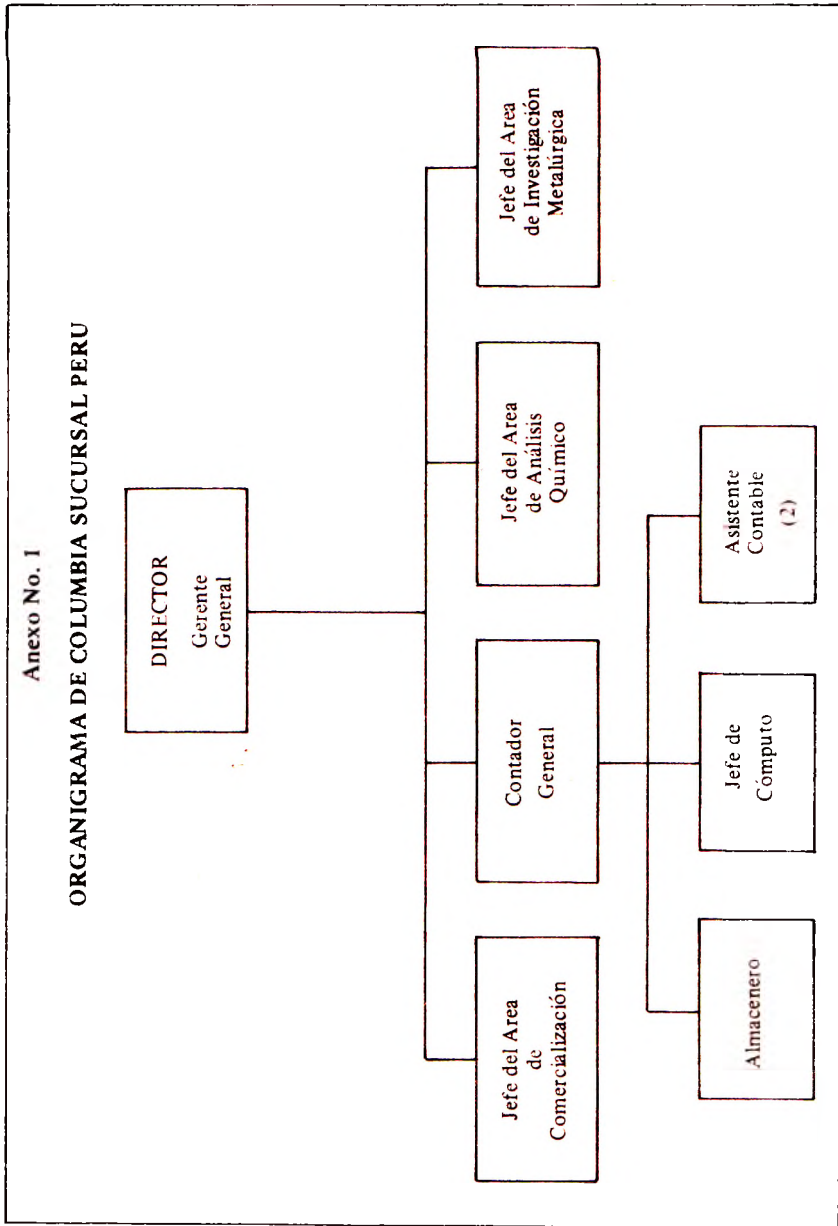 Anexo No. 1
ORGANIGRAMA DE COLUMBIA SUCURSAL PERU
DIRECTOR
Gerente
General
Jefe del Area
de
Comercialización
Contador
General
Jefe del Area
de Análisis
Químico
Jefe del Area
de Investigación
Metalúrgica
Almacenero
Jefe de
Cómputo
Asistente
Contable
(2)